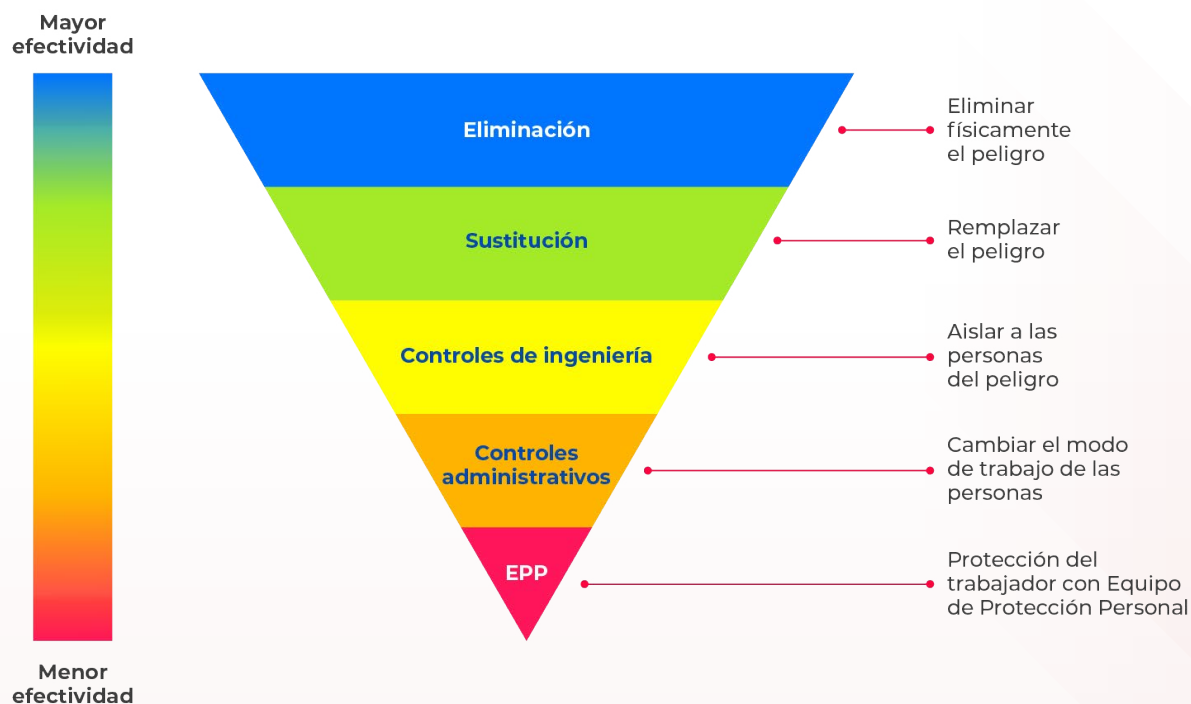 Mayor
efectividad
Eliminación
Eliminar
físicamente
el peligro
Sustitución
Remplazar
el peligro
Controles de ingeniería
Aislar a las
personas
del peligro
Controles
administrativos
Cambiar el modo
de trabajo de las
personas
EPP
Protección del
trabajador con Equipo
de Protección Personal
Menor
efectividad